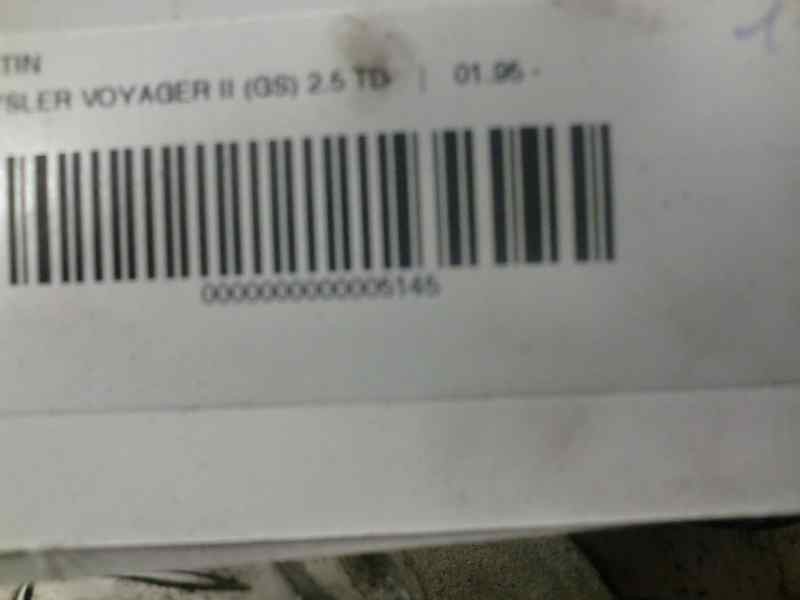 TIN
YSLER VOYAGER II (GS) 2.5 TD | 01.95 -
0000000000005145